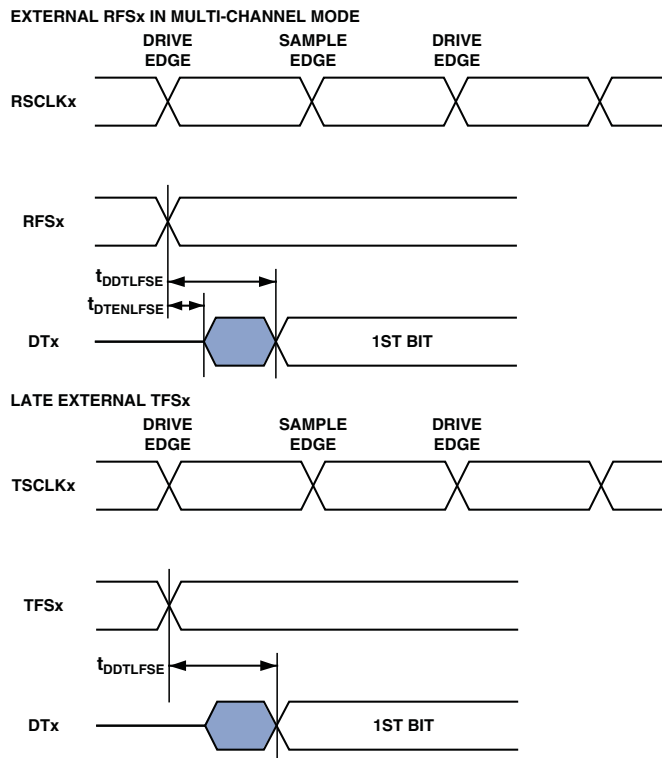 EXTERNAL RFSx IN MULTI-CHANNEL MODE
DRIVE EDGE
SAMPLE EDGE
DRIVE EDGE
RSCLKx
RFSx
tDDTLFSE
tDTENLFSE
DTx
1ST BIT
LATE EXTERNAL TFSx
DRIVE EDGE
SAMPLE EDGE
DRIVE EDGE
TSCLKx
TFSx
tDDTLFSE
DTx
1ST BIT